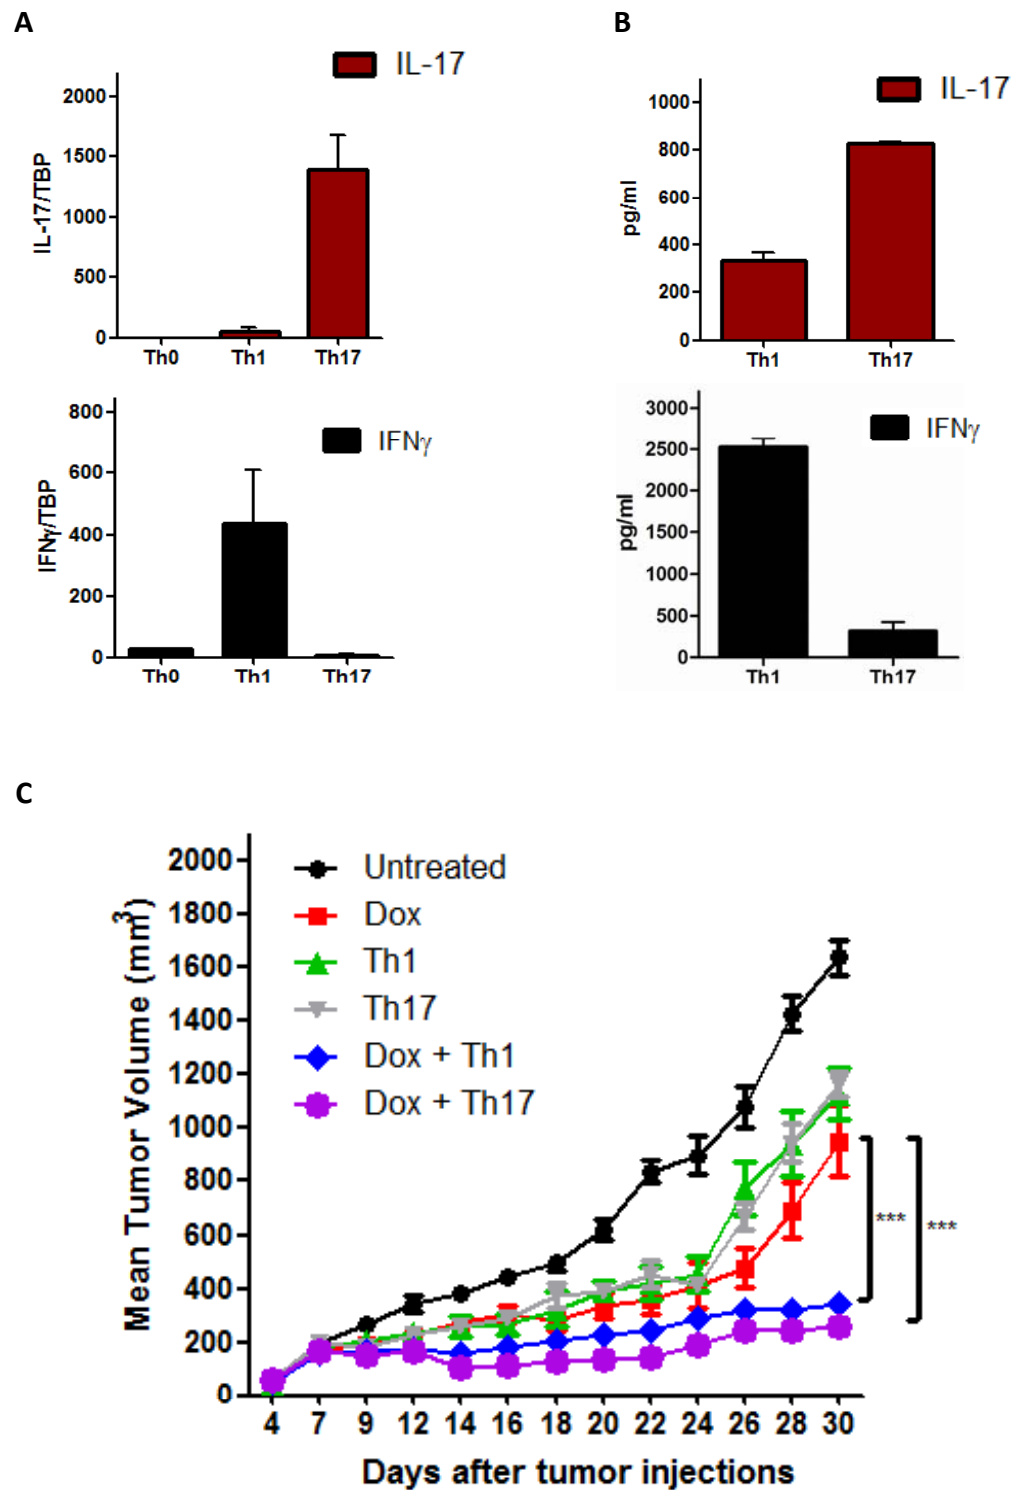 A
IL-17
2000
1500
1000
500
0
IL-17/TBP
Th0 Th1 Th17
IFNγ
800
600
400
200
0
IFNγ/TBP
Th0 Th1 Th17
B
IL-17
1000
800
600
400
200
0
pg/ml
Th1 Th17
IFNγ
3000
2500
2000
1500
1000
500
0
pg/ml
Th1 Th17
C
2000
1800
1600
1400
1200
1000
800
600
400
200
0
Mean Tumor Volume (mm3)
Untreated
Dox
Th1
Th17
Dox + Th1
Dox + Th17
*** ***
4 7 9 12 14 16 18 20 22 24 26 28 30
Days after tumor injections